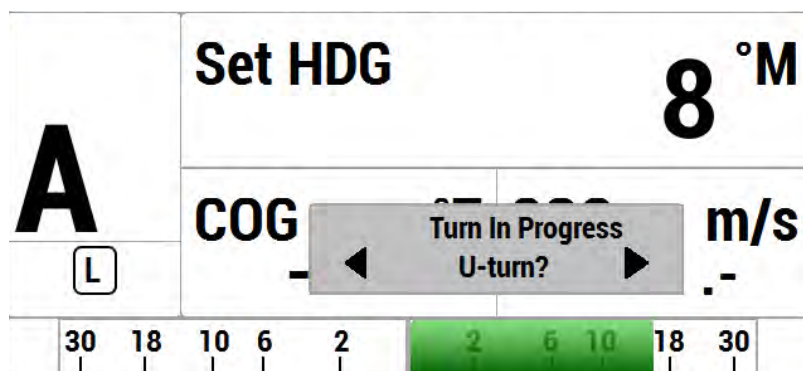 Set HDG
8 °M
A
COG
m/s
Turn In Progress
U-turn?
L
-
.-
30 18 10 6 2 2 6 10 18 30